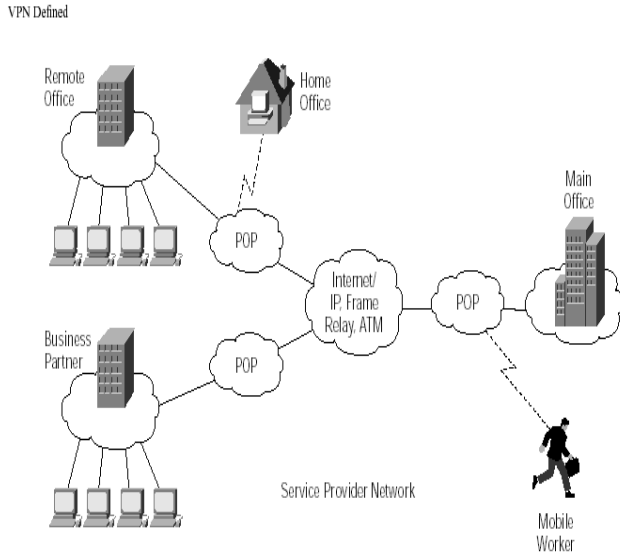 VPN Defined
Remote
Office
Home
Office
Main
Office
POP
Internet/
IP, Frame
Relay, ATM
POP
Business
Partner
POP
Service Provider Network
Mobile
Worker